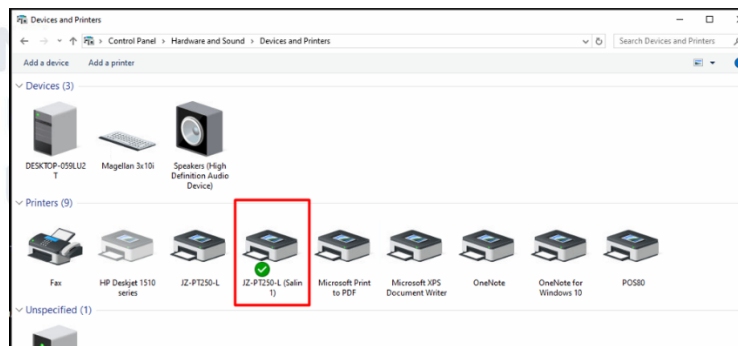 Devices and Printers
Control Panel > Hardware and Sound > Devices and Printers
Search Devices and Printers
Add a device Add a printer
Devices (3)
DESKTOP-059LU2
T
Magellan 3x10i
Speakers (High
Definition Audio
Device)
Printers (9)
Fax
HP Deskjet 1510
series
JZ-PT250-L
JZ-PT250-L (Salin
1)
Microsoft Print
to PDF
Microsoft XPS
Document Writer
OneNote
OneNote for
Windows 10
POS80
Unspecified (1)